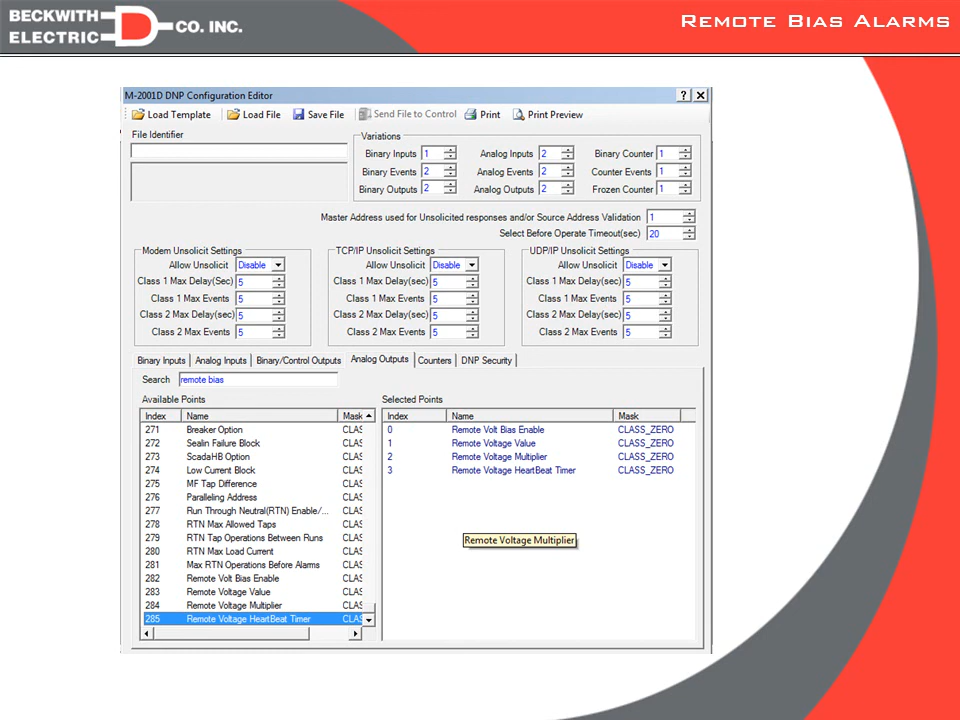 BECKWITH
ELECTRIC
D
CO. INC.
Remote Bias Alarms
M-2001D DNP Configuration Editor
? X
Load Template Load File Save File Send File to Control Print Print Preview
File Identifier
Variations
Binary Inputs 1 Analog Inputs 2 Binary Counter 1
Binary Events 2 Analog Events 2 Counter Events 1
Binary Outputs 2 Analog Outputs 2 Frozen Counter 1
Master Address used for Unsolicited responses and/or Source Address Validation 1
Select Before Operate Timeout(sec) 20
Modem Unsolicit Settings TCP/IP Unsolicit Settings UDP/IP Unsolicit Settings
Allow Unsolicit Disable Allow Unsolicit Disable Allow Unsolicit Disable
Class 1 Max Delay(Sec) 5 Class 1 Max Delay(sec) 5 Class 1 Max Delay(sec) 5
Class 1 Max Events 5 Class 1 Max Events 5 Class 1 Max Events 5
Class 2 Max Delay(sec) 5 Class 2 Max Delay(sec) 5 Class 2 Max Delay(sec) 5
Class 2 Max Events 5 Class 2 Max Events 5 Class 2 Max Events 5
Binary Inputs Analog Inputs Binary/Control Outputs Analog Outputs Counters DNP Security
Search remote bias
Available Points Selected Points
Index Name Mask Index Name Mask
271 Breaker Option CLAS 0 Remote Volt Bias Enable CLASS_ZERO
272 Sealin Failure Block CLAS 1 Remote Voltage Value CLASS_ZERO
273 ScadaHB Option CLAS 2 Remote Voltage Multiplier CLASS_ZERO
274 Low Current Block CLAS 3 Remote Voltage HeartBeat Timer CLASS_ZERO
275 MF Tap Difference CLAS
276 Paralleling Address CLAS
277 Run Through Neutral(RTN) Enable/... CLAS
278 RTN Max Allowed Taps CLAS
279 RTN Tap Operations Between Runs CLAS
Remote Voltage Multiplier
280 RTN Max Load Current CLAS
281 Max RTN Operations Before Alarms CLAS
282 Remote Volt Bias Enable CLAS
283 Remote Voltage Value CLAS
284 Remote Voltage Multiplier CLAS
285 Remote Voltage HeartBeat Timer CLAS